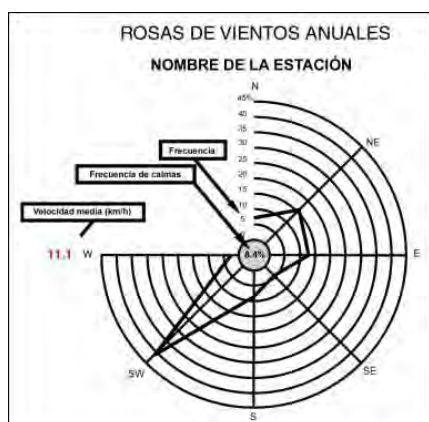 ROSAS DE VIENTOS ANUALES
NOMBRE DE LA ESTACIÓN
N
45%
40
35
30
25
20
15
10
5
0
NE
Frecuencia
Frecuencia de calmas
Velocidad media (km/h)
11.1 W
8.4%
E
SW
SE
S